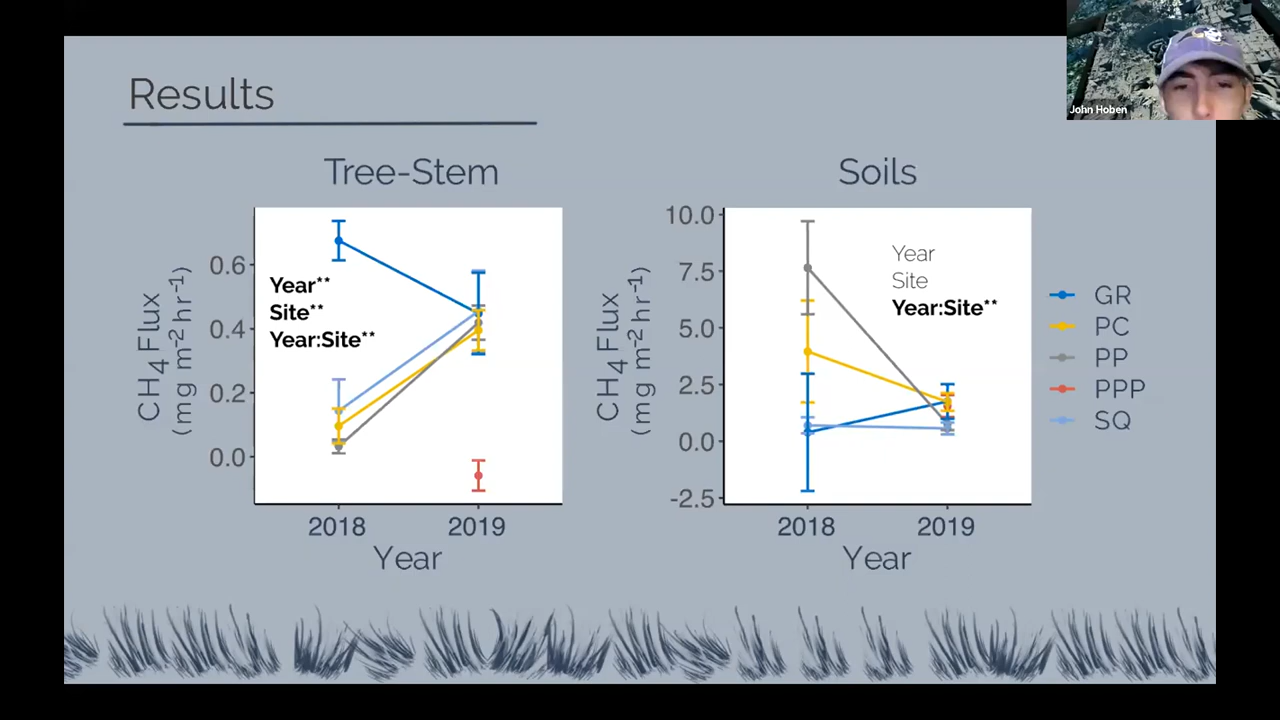 John Hoben
Results
Tree-Stem
CH4 Flux
(mg m-2 hr-1)
0.6
0.4
0.2
0.0
Year**
Site**
Year:Site**
2018
2019
Year
Soils
CH4 Flux
(mg m-2 hr-1)
10.0
7.5
5.0
2.5
0.0
-2.5
Year
Site
Year:Site**
2018
2019
Year
GR
PC
PP
PPP
SQ